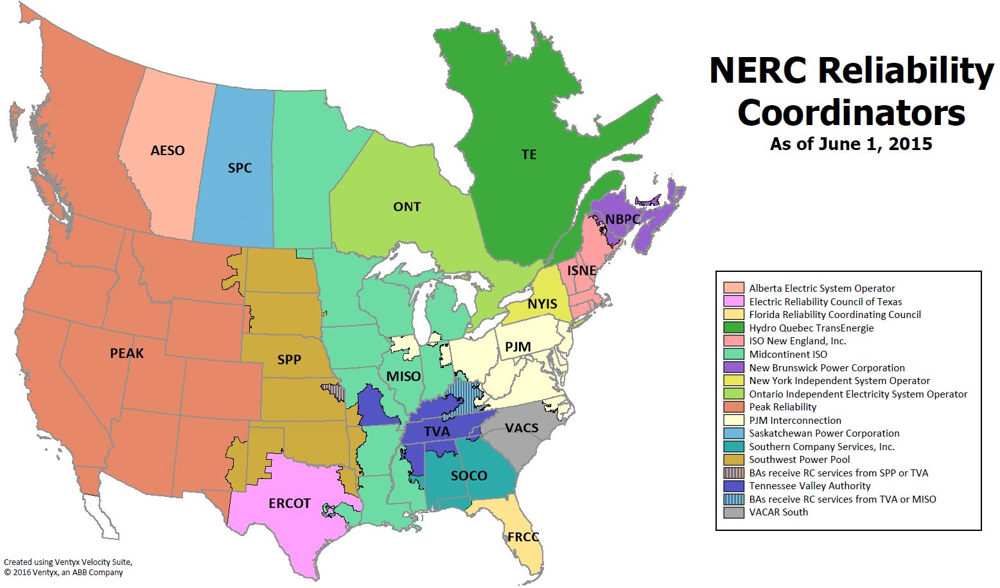 NERC Reliability
Coordinators
As of June 1, 2015
AESO
SPC
TE
ONT
NBPC
ISNE
NYIS
PEAK
SPP
PJM
MISO
TVA
VACS
SOCO
ERCOT
FRCC
Alberta Electric System Operator
Electric Reliability Council of Texas
Florida Reliability Coordinating Council
Hydro Quebec TransEnergie
ISO New England, Inc.
Midcontinent ISO
New Brunswick Power Corporation
New York Independent System Operator
Ontario Independent Electricity System Operator
Peak Reliability
PJM Interconnection
Saskatchewan Power Corporation
Southern Company Services, Inc.
Southwest Power Pool
BAs receive RC services from SPP or TVA
Tennessee Valley Authority
BAs receive RC services from TVA or MISO
VACAR South
Created using Ventyx Velocity Suite,
© 2016 Ventyx, an ABB Company